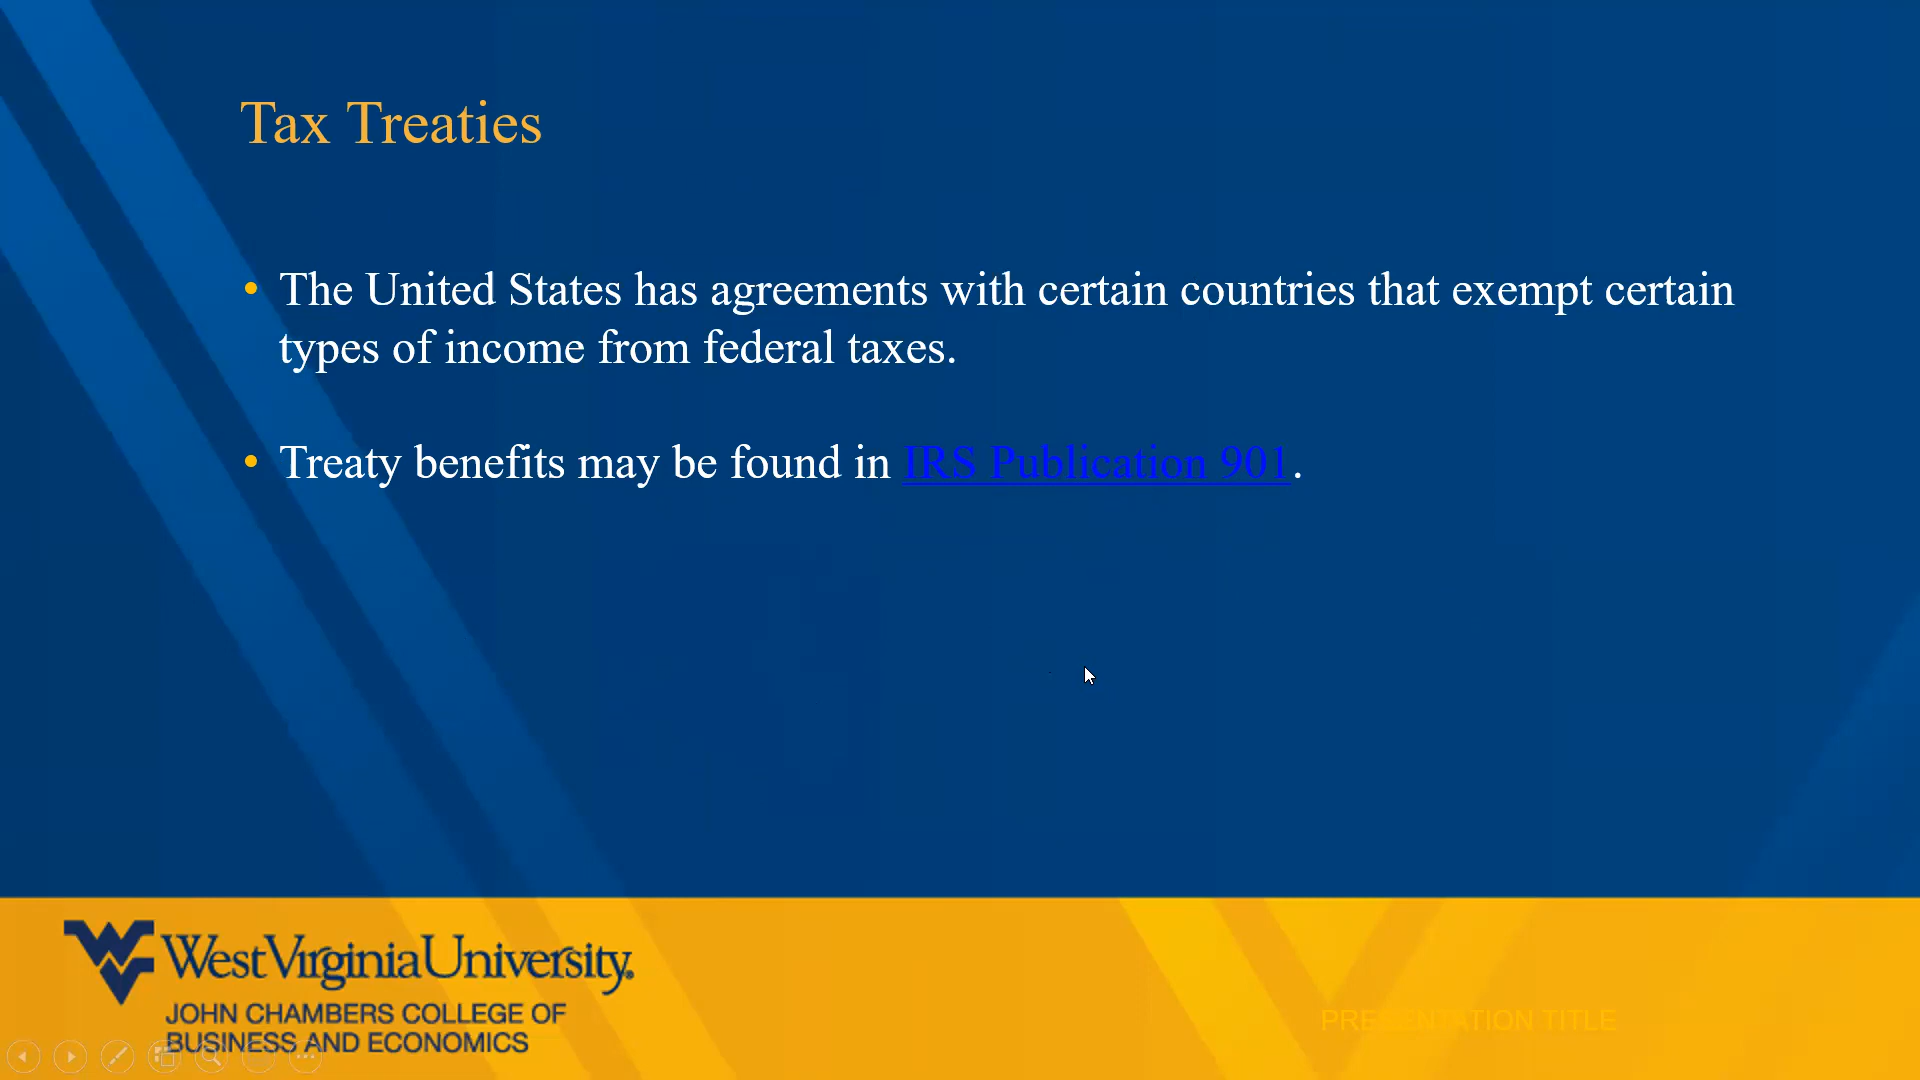 Tax Treaties
• The United States has agreements with certain countries that exempt certain
types of income from federal taxes.
• Treaty benefits may be found in IRS Publication 901.
WestVirginiaUniversity®
JOHN CHAMBERS COLLEGE OF
BUSINESS AND ECONOMICS
PRESENTATION TITLE